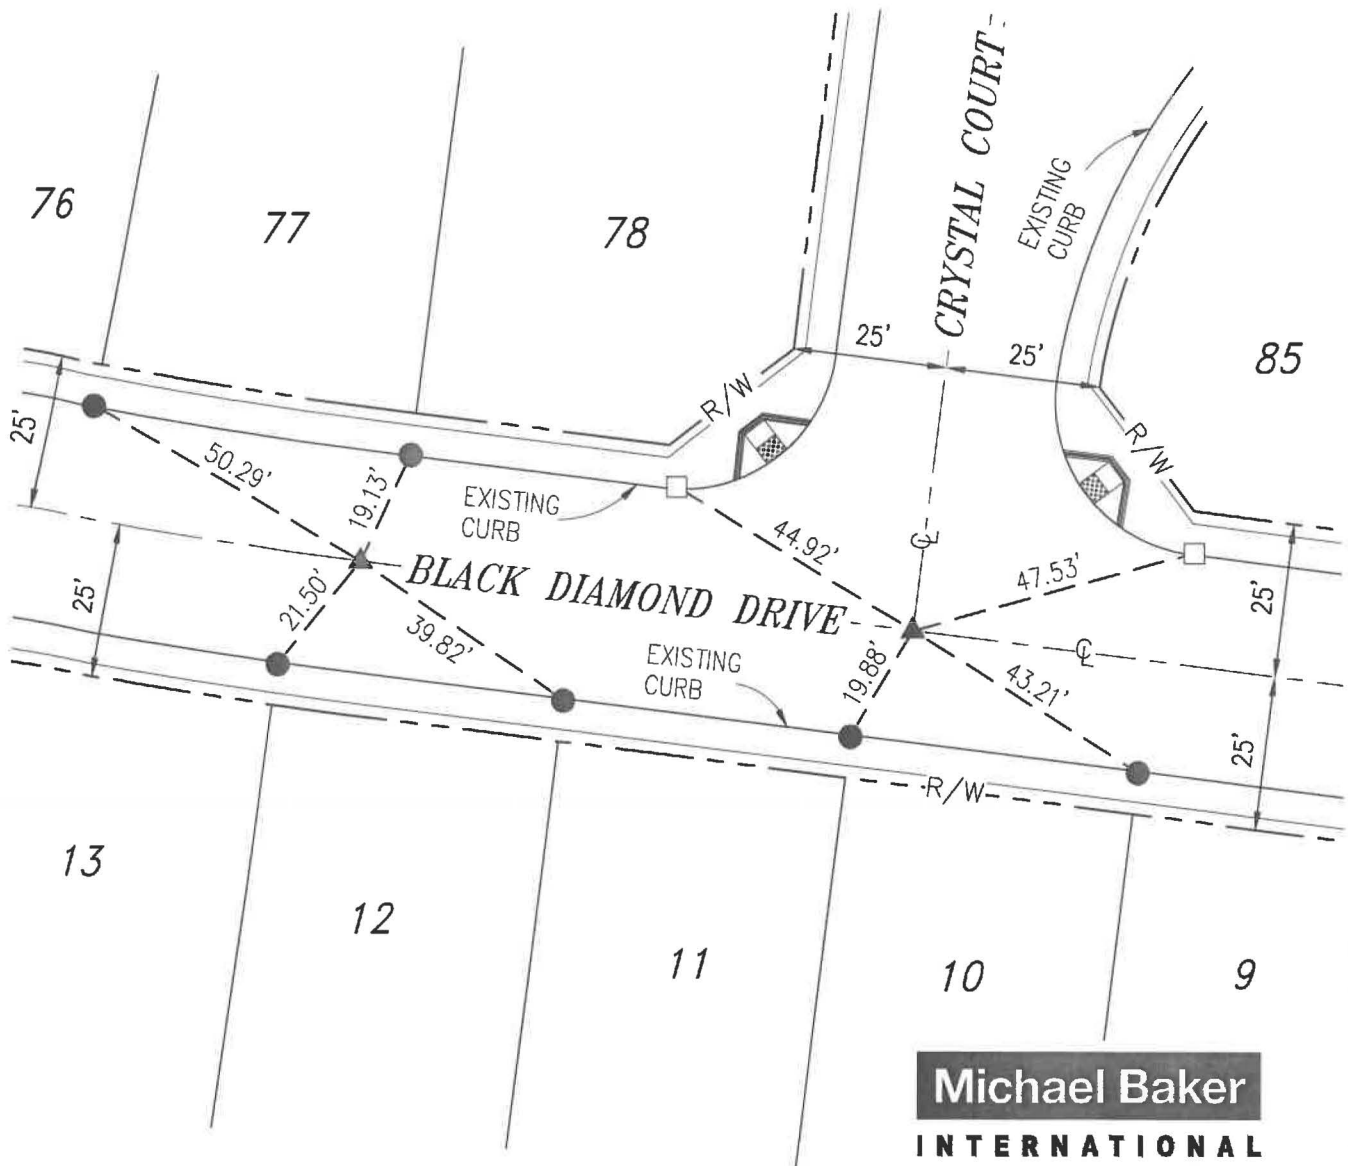 76
77
78
85
CRYSTAL COURT
EXISTING
CURB
25'
25'
R/W
R/W
25'
25'
50.29'
19.13'
EXISTING
CURB
44.92'
47.53'
℄
℄
BLACK DIAMOND DRIVE
21.50'
39.82'
EXISTING
CURB
19.88'
43.21'
25'
25'
R/W
13
12
11
10
9
Michael Baker
INTERNATIONAL